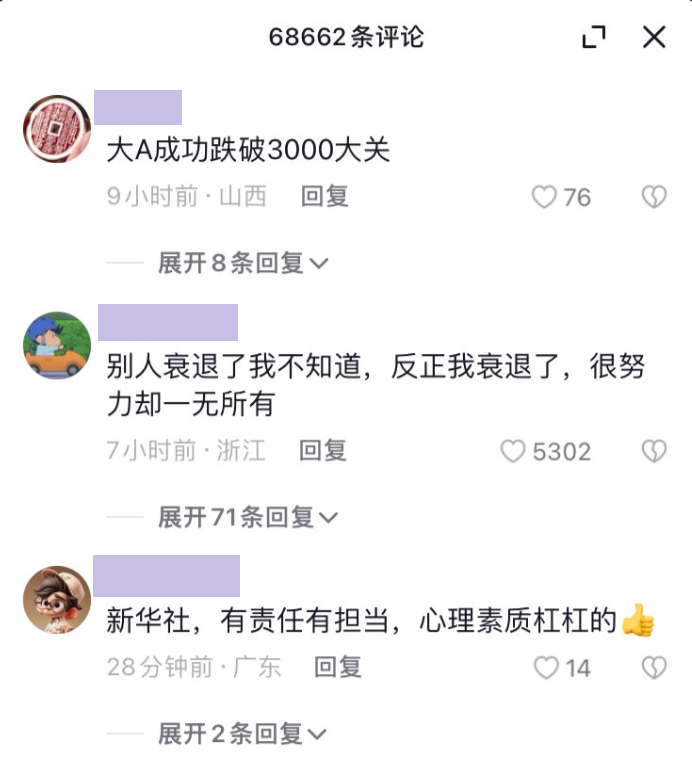 68662条评论
大A成功跌破3000大关
9小时前·山西 回复 76
展开8条回复
别人衰退了我不知道，反正我衰退了，很努
力却一无所有
7小时前·浙江 回复 5302
展开71条回复
新华社，有责任有担当，心理素质杠杠的👍
28分钟前·广东 回复 14
展开2条回复